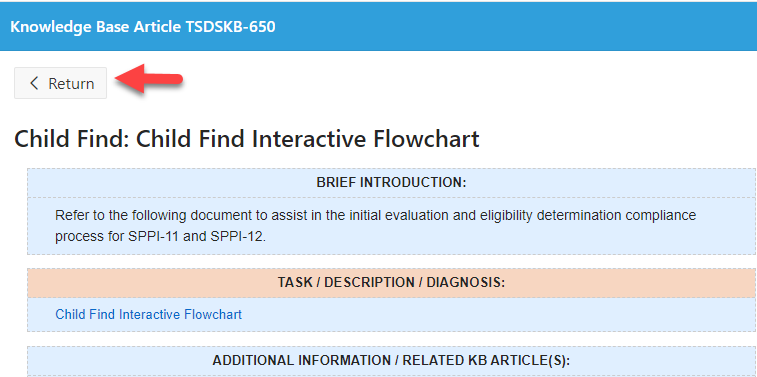 Knowledge Base Article TSDSKB-650
Return
Child Find: Child Find Interactive Flowchart
BRIEF INTRODUCTION:
Refer to the following document to assist in the initial evaluation and eligibility determination compliance
process for SPPI-11 and SPPI-12.
TASK / DESCRIPTION / DIAGNOSIS:
Child Find Interactive Flowchart
ADDITIONAL INFORMATION / RELATED KB ARTICLE(S):